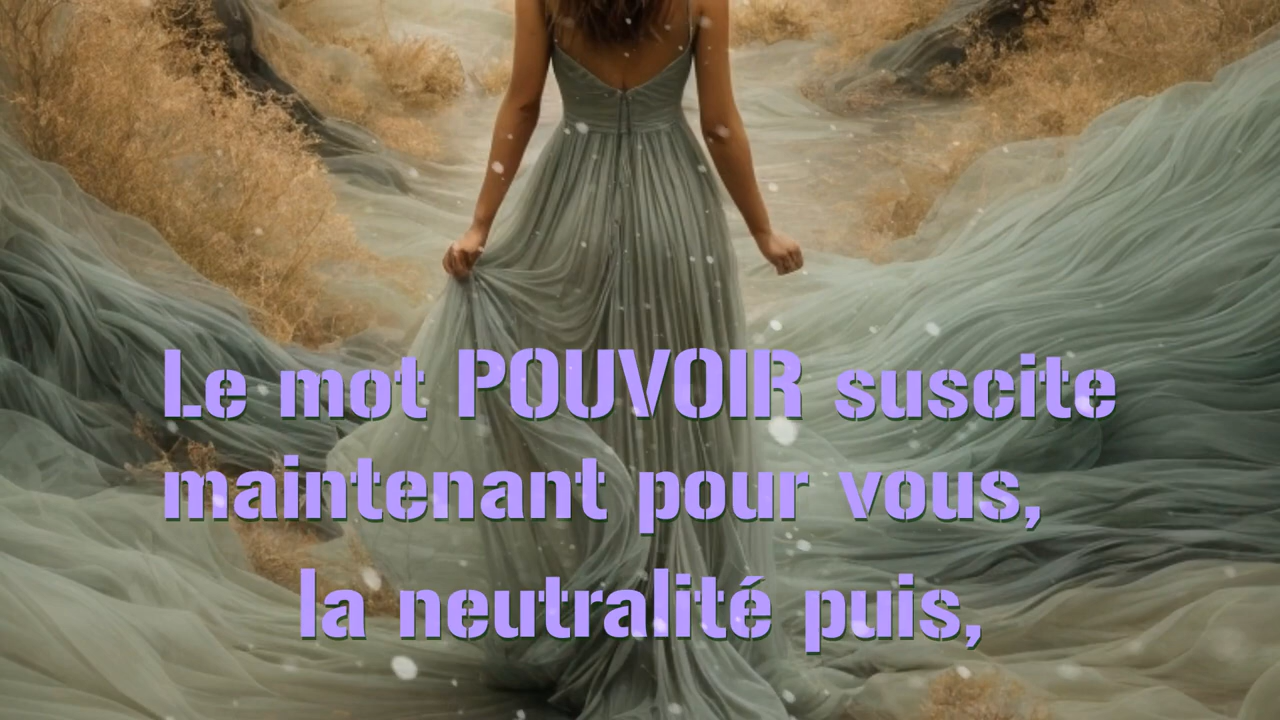 Le mot POUVOIR suscite
maintenant pour vous,
la neutralité puis,